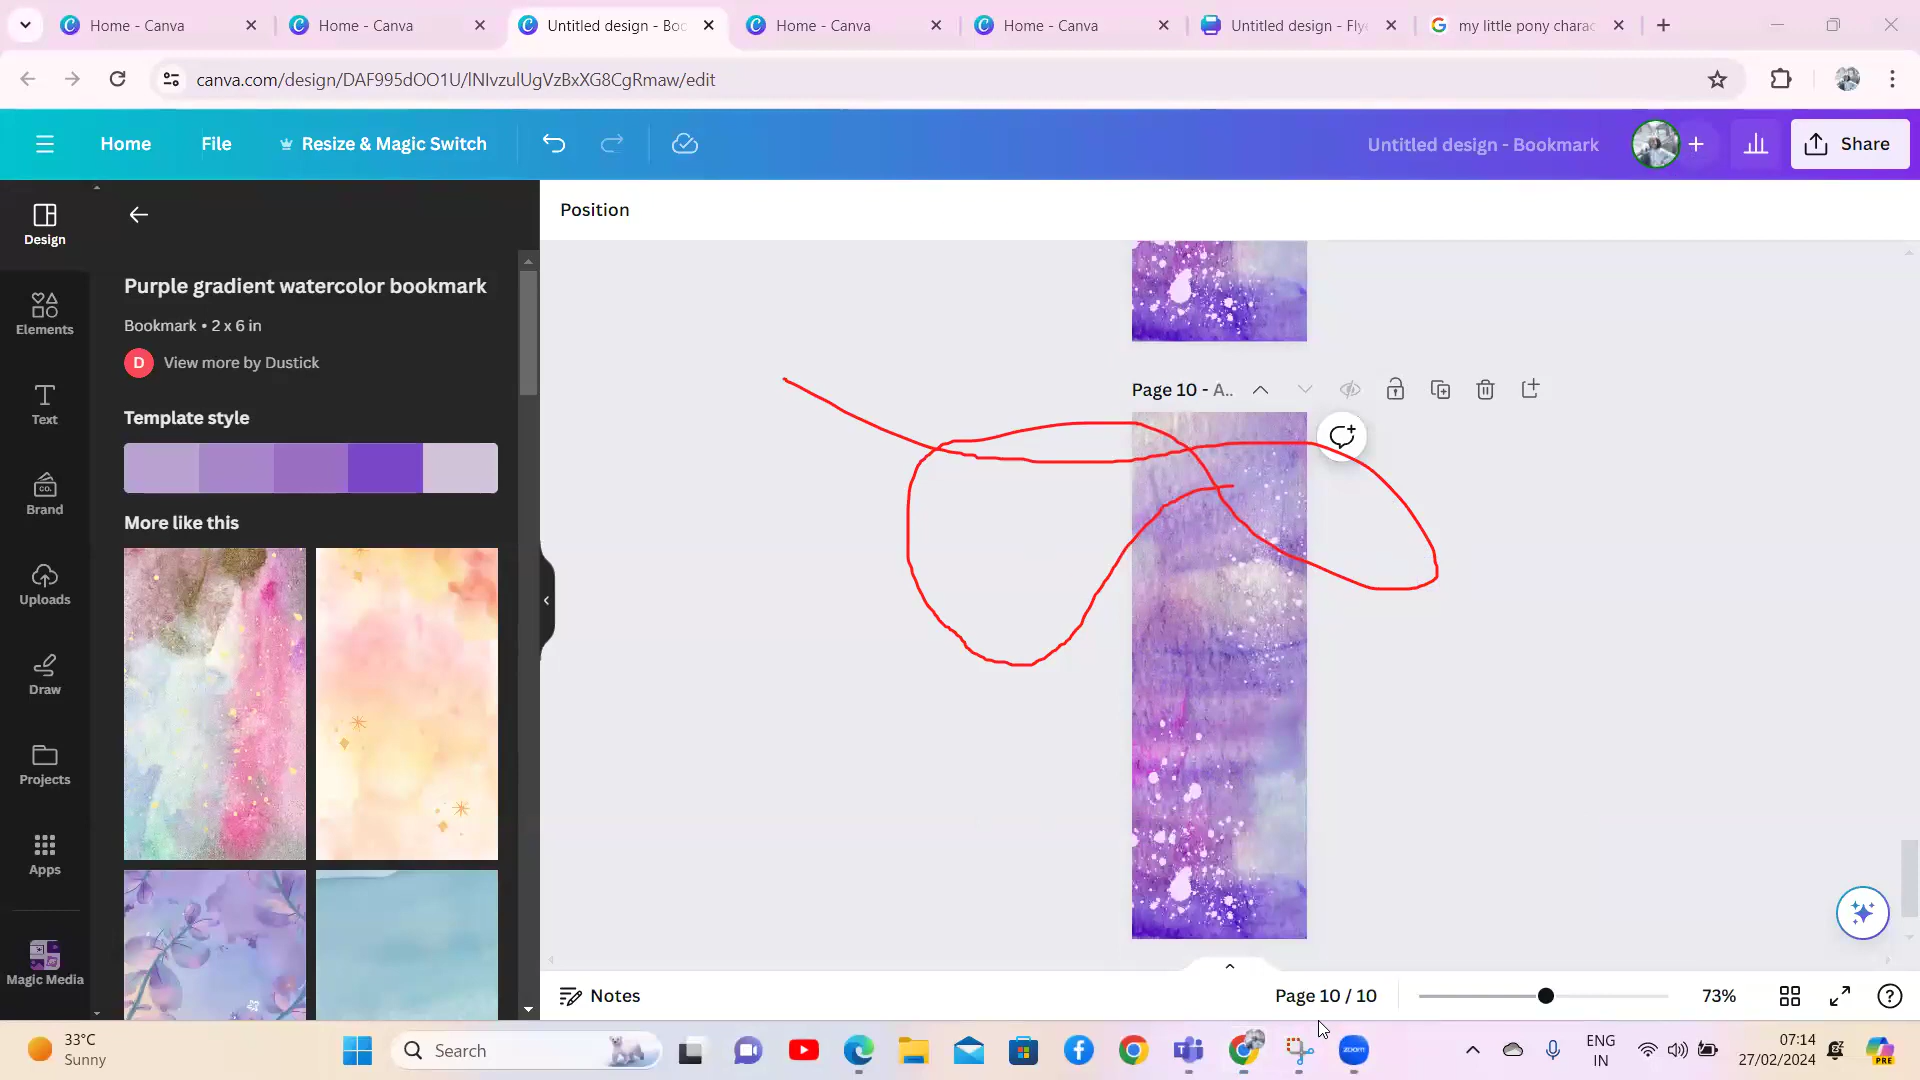 Home - Canva
Home - Canva
Untitled design - Boo
Home - Canva
Home - Canva
Untitled design - Flye
my little pony charac
canva.com/design/DAF995dOO1U/lNIvzulUgVzBxXG8CgRmaw/edit
Home
File
Resize & Magic Switch
Untitled design - Bookmark
Share
Design
Elements
Text
CO.
Brand
Uploads
Draw
Projects
Apps
Magic Media
Purple gradient watercolor bookmark
Bookmark • 2 x 6 in
D
View more by Dustick
Template style
More like this
Position
Page 10 - A..
Notes
Page 10 / 10
73%
33°C
Sunny
Search
zoom
ENG
IN
07:14
27/02/2024
PRE